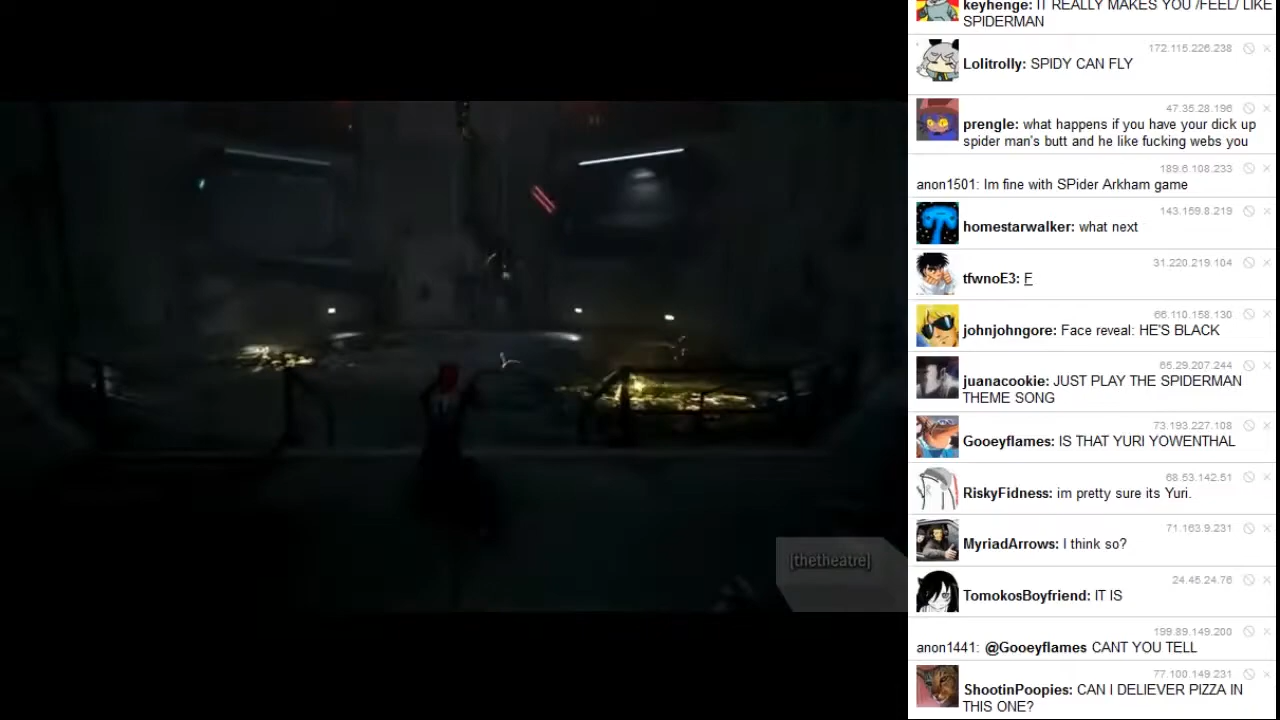 keyhenge: IT REALLY MAKES YOU /FEEL/ LIKE
SPIDERMAN
172.115.226.238
Lolitrolly: SPIDY CAN FLY
47.35.28.196
prengle: what happens if you have your dick up
spider man's butt and he like fucking webs you
189.6.108.233
anon1501: Im fine with SPider Arkham game
143.159.8.219
homestarwalker: what next
31.220.219.104
tfwnoE3: F
66.110.158.130
johnjohngore: Face reveal: HE'S BLACK
65.29.207.244
juanacookie: JUST PLAY THE SPIDERMAN
THEME SONG
73.193.227.108
Gooeyflames: IS THAT YURI YOWENTHAL
68.53.142.51
RiskyFidness: im pretty sure its Yuri.
71.163.9.231
MyriadArrows: I think so?
24.45.24.76
TomokosBoyfriend: IT IS
199.89.149.200
anon1441: @Gooeyflames CANT YOU TELL
77.100.149.231
ShootinPoopies: CAN I DELIEVER PIZZA IN
THIS ONE?
[thetheatre]